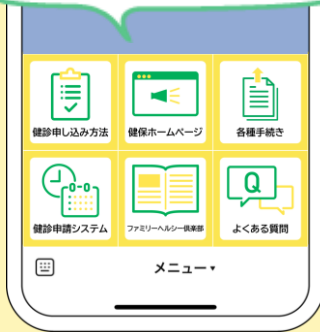 健診申し込み方法
健保ホームページ
各種手続き
健診申請システム
ファミリーヘルシー倶楽部
Q
よくある質問
メニュー▾